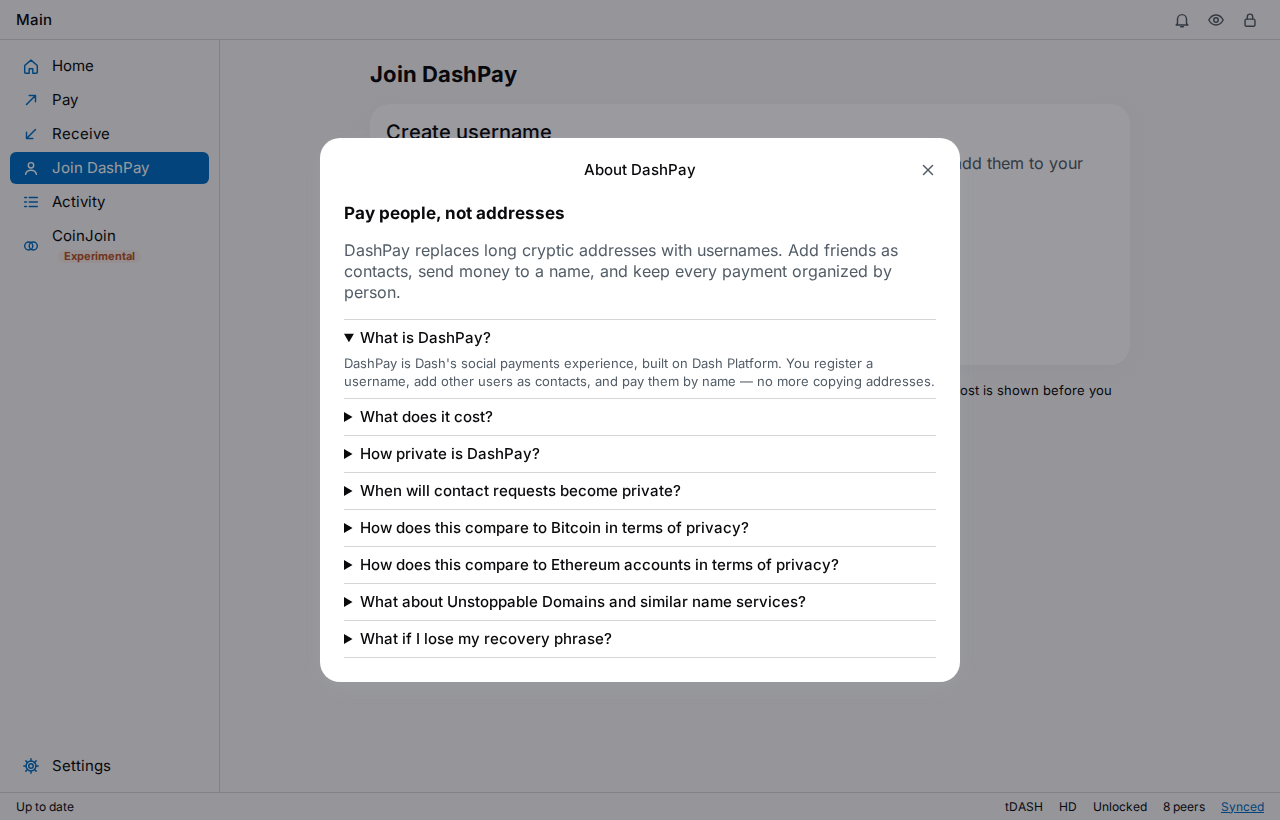 Main
Home
Pay
Receive
Join DashPay
Activity
CoinJoin
Experimental
Settings
Join DashPay
Create username
add them to your
ost is shown before you
About DashPay
Pay people, not addresses
DashPay replaces long cryptic addresses with usernames. Add friends as
contacts, send money to a name, and keep every payment organized by
person.
What is DashPay?
DashPay is Dash's social payments experience, built on Dash Platform. You register a
username, add other users as contacts, and pay them by name — no more copying addresses.
What does it cost?
How private is DashPay?
When will contact requests become private?
How does this compare to Bitcoin in terms of privacy?
How does this compare to Ethereum accounts in terms of privacy?
What about Unstoppable Domains and similar name services?
What if I lose my recovery phrase?
Up to date
tDASH HD Unlocked 8 peers Synced